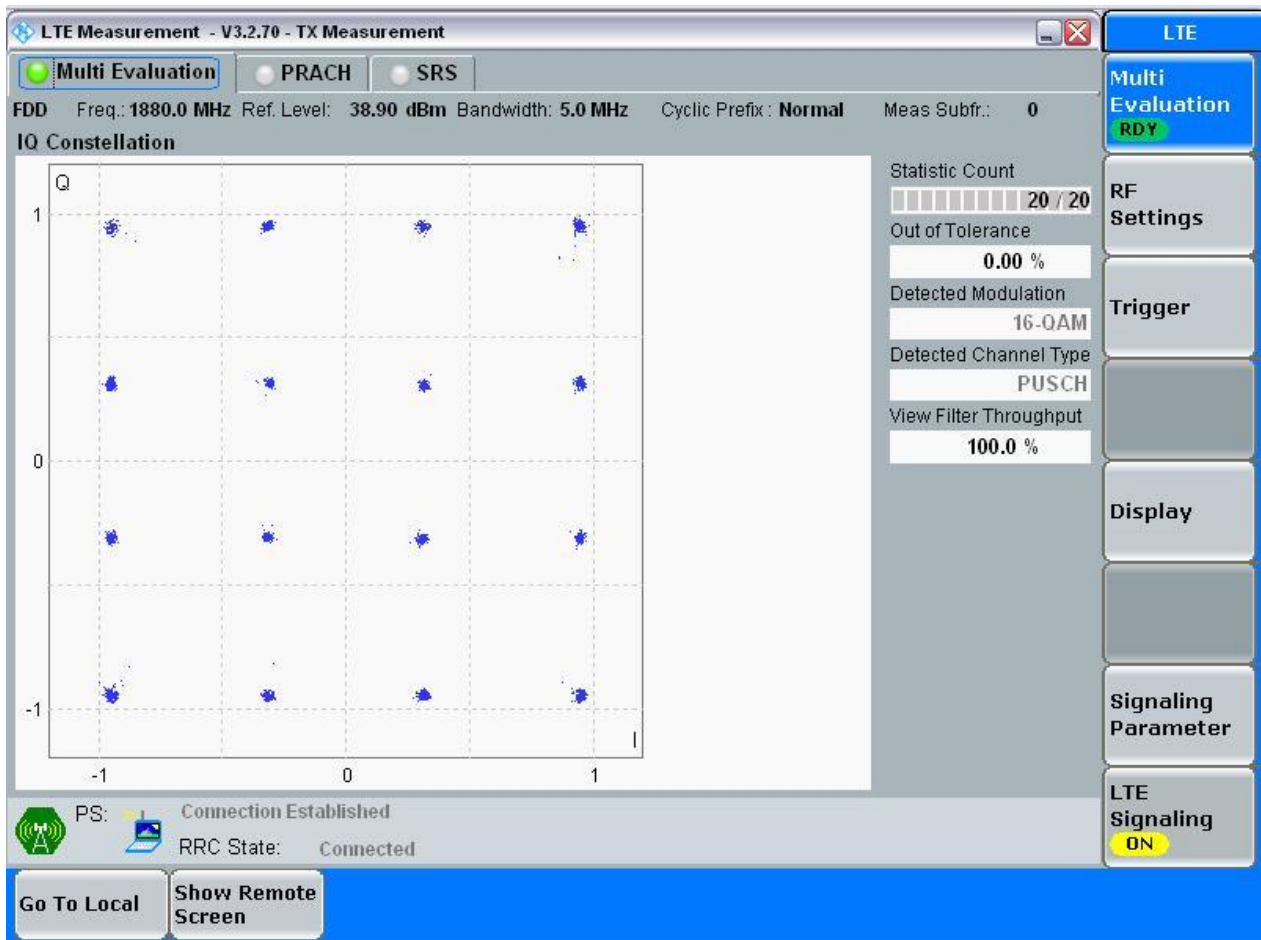 LTE Measurement - V3.2.70 - TX Measurement
LTE
Multi Evaluation PRACH SRS
FDD Freq.: 1880.0 MHz Ref. Level: 38.90 dBm Bandwidth: 5.0 MHz Cyclic Prefix : Normal Meas Subfr.: 0
IQ Constellation
Q
1
0
-1
I
-1 0 1
Statistic Count
20 / 20
Out of Tolerance
0.00 %
Detected Modulation
16-QAM
Detected Channel Type
PUSCH
View Filter Throughput
100.0 %
Multi
Evaluation
RDY
RF
Settings
Trigger
Display
Signaling
Parameter
LTE
Signaling
ON
PS: Connection Established
RRC State: Connected
Go To Local
Show Remote
Screen